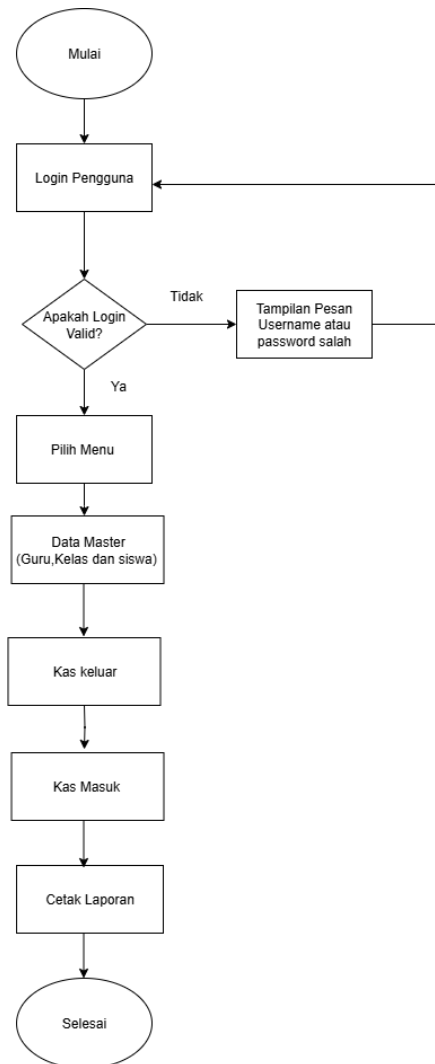 Mulai
Login Pengguna
Apakah Login
Valid?
Tidak
Tampilan Pesan
Username atau
password salah
Ya
Pilih Menu
Data Master
(Guru,Kelas dan siswa)
Kas keluar
Kas Masuk
Cetak Laporan
Selesai